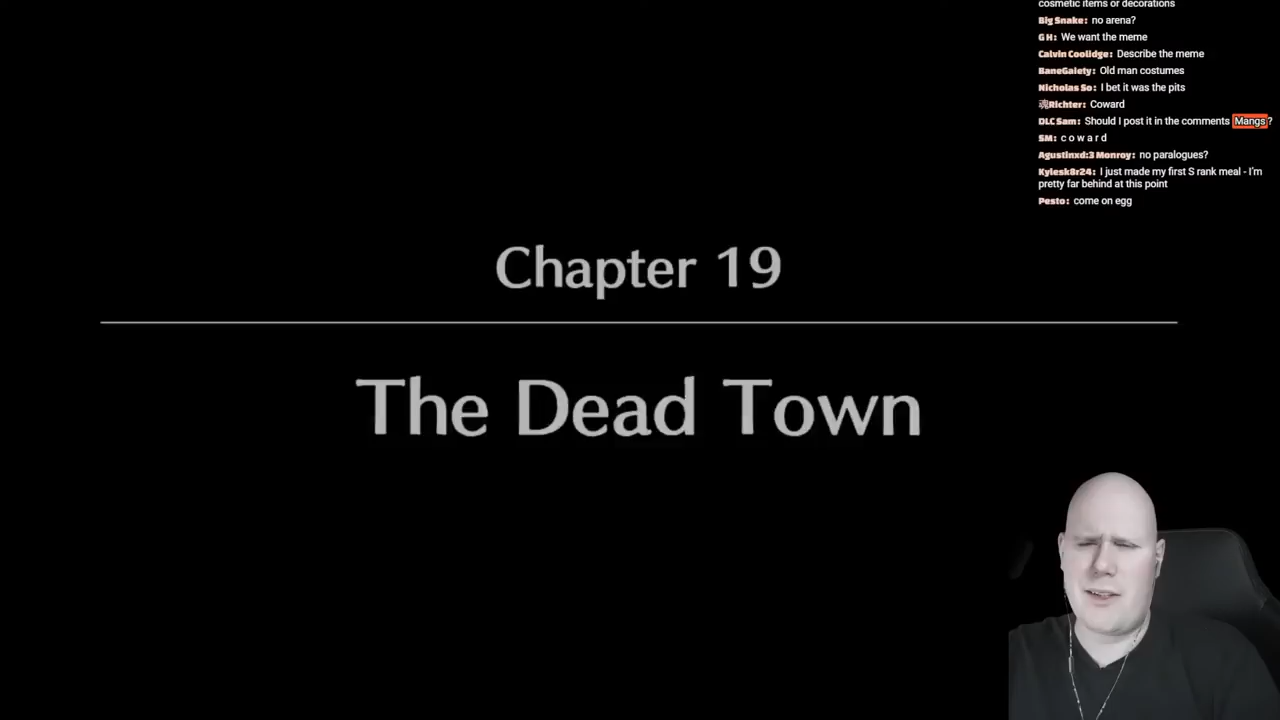 cosmetic items or decorations
Big Snake: no arena?
G H: We want the meme
Calvin Coolidge: Describe the meme
BaneGaiety: Old man costumes
Nicholas So: I bet it was the pits
魂Richter: Coward
DLC Sam: Should I post it in the comments Mangs?
SM: c o w a r d
Agustinxd:3 Monroy: no paralogues?
Kylesk8r24: I just made my first S rank meal - I'm
pretty far behind at this point
Pesto: come on egg
Chapter 19
The Dead Town